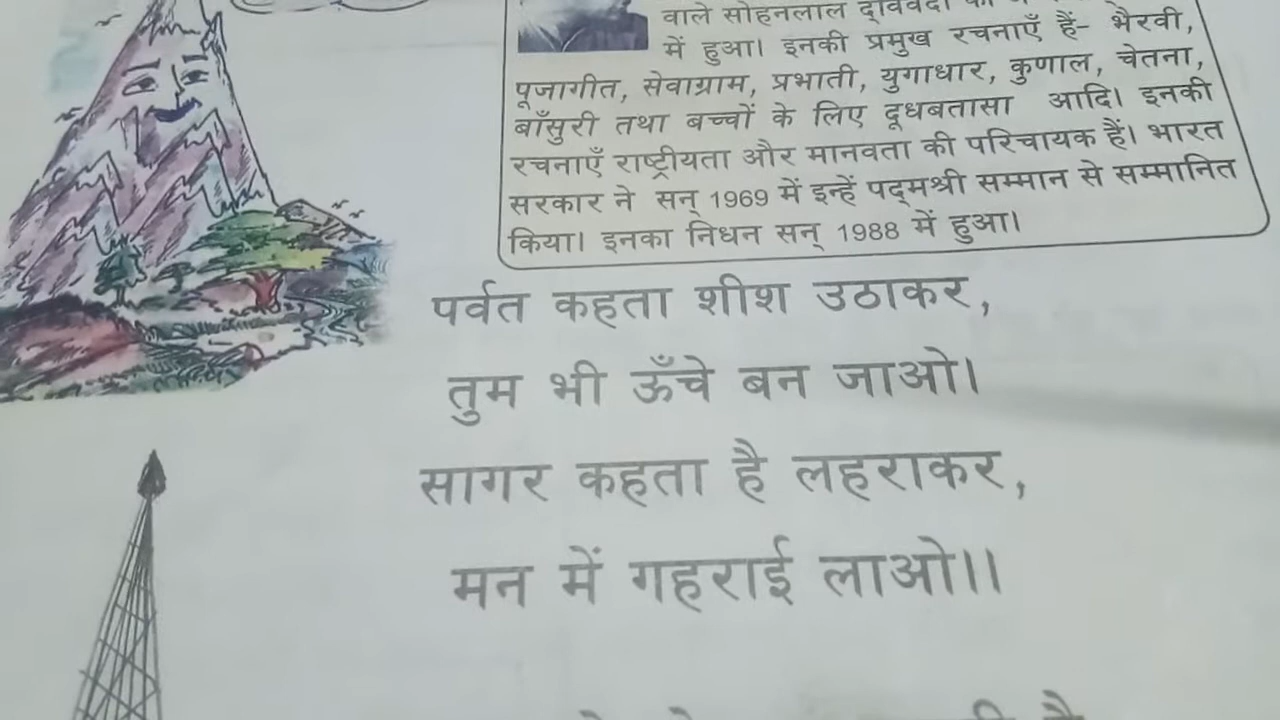 वाले सोहनलाल द्विवेदी
में हुआ। इनकी प्रमुख रचनाएँ हैं- भैरवी,
पूजागीत, सेवाग्राम, प्रभाती, युगाधार, कुणाल, चेतना,
बाँसुरी तथा बच्चों के लिए दूधबतासा आदि। इनकी
रचनाएँ राष्ट्रीयता और मानवता की परिचायक हैं। भारत
सरकार ने सन् 1969 में इन्हें पद्मश्री सम्मान से सम्मानित
किया। इनका निधन सन् 1988 में हुआ।
पर्वत कहता शीश उठाकर,
तुम भी ऊँचे बन जाओ।
सागर कहता है लहराकर,
मन में गहराई लाओ।।